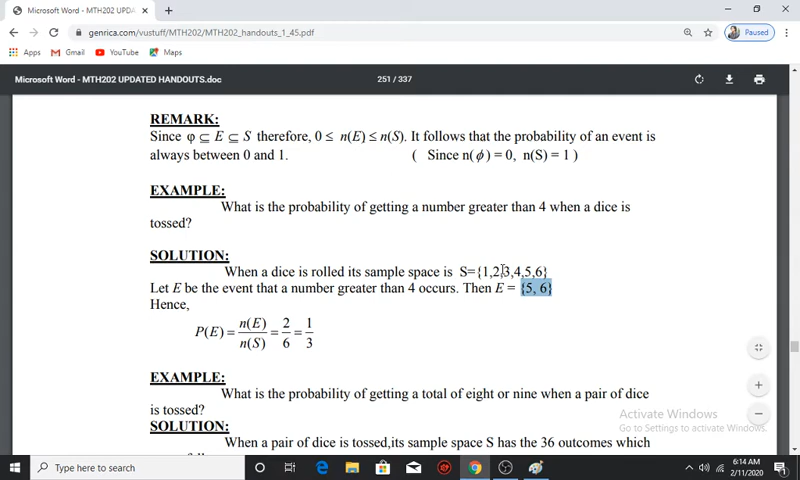 MTH202 UPDATED HANDOUTS.do
genrica.com/vustuff/MTH202/MTH202_handouts_1_45.pdf
Paused
Apps Gmail YouTube Maps
Microsoft Word - MTH202 UPDATED HANDOUTS.doc 251 / 337
REMARK:
Since φ ⊆ E ⊆ S therefore, 0 ≤ n(E) ≤ n(S). It follows that the probability of an event is
always between 0 and 1. ( Since n(ϕ) = 0, n(S) = 1 )
EXAMPLE:
What is the probability of getting a number greater than 4 when a dice is
tossed?
SOLUTION:
When a dice is rolled its sample space is S={1,2,3,4,5,6}
Let E be the event that a number greater than 4 occurs. Then E = {5, 6}
Hence,
P(E) = n(E)/n(S) = 2/6 = 1/3
EXAMPLE:
What is the probability of getting a total of eight or nine when a pair of dice
is tossed?
SOLUTION:
When a pair of dice is tossed,its sample space S has the 36 outcomes which
Activate Windows
Go to Settings to activate Windows.
Type here to search
6:14 AM
2/11/2020